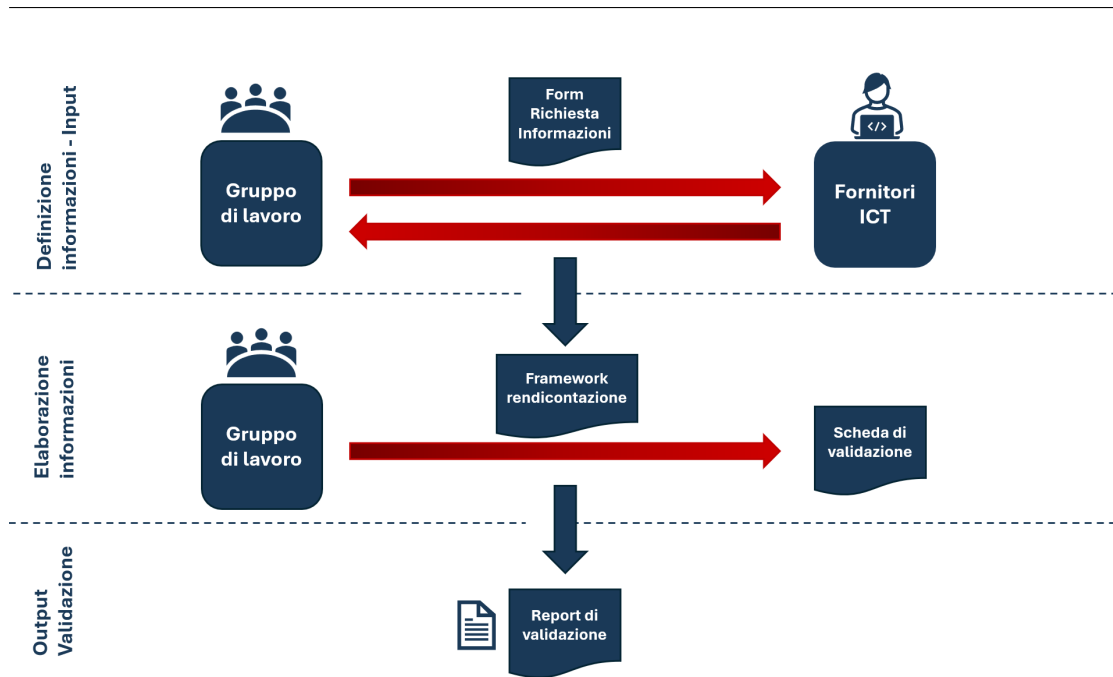 Definizione
informazioni - Input
Gruppo
di lavoro
Form
Richiesta
Informazioni
</>
Fornitori
ICT
Elaborazione
informazioni
Gruppo
di lavoro
Framework
rendicontazione
Scheda di
validazione
Output
Validazione
Report di
validazione